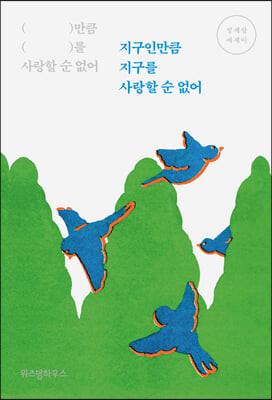 (          )만큼
(          )를
사랑할 순 없어
지구인만큼
지구를
사랑할 순 없어
정세랑
에세이
위즈덤하우스